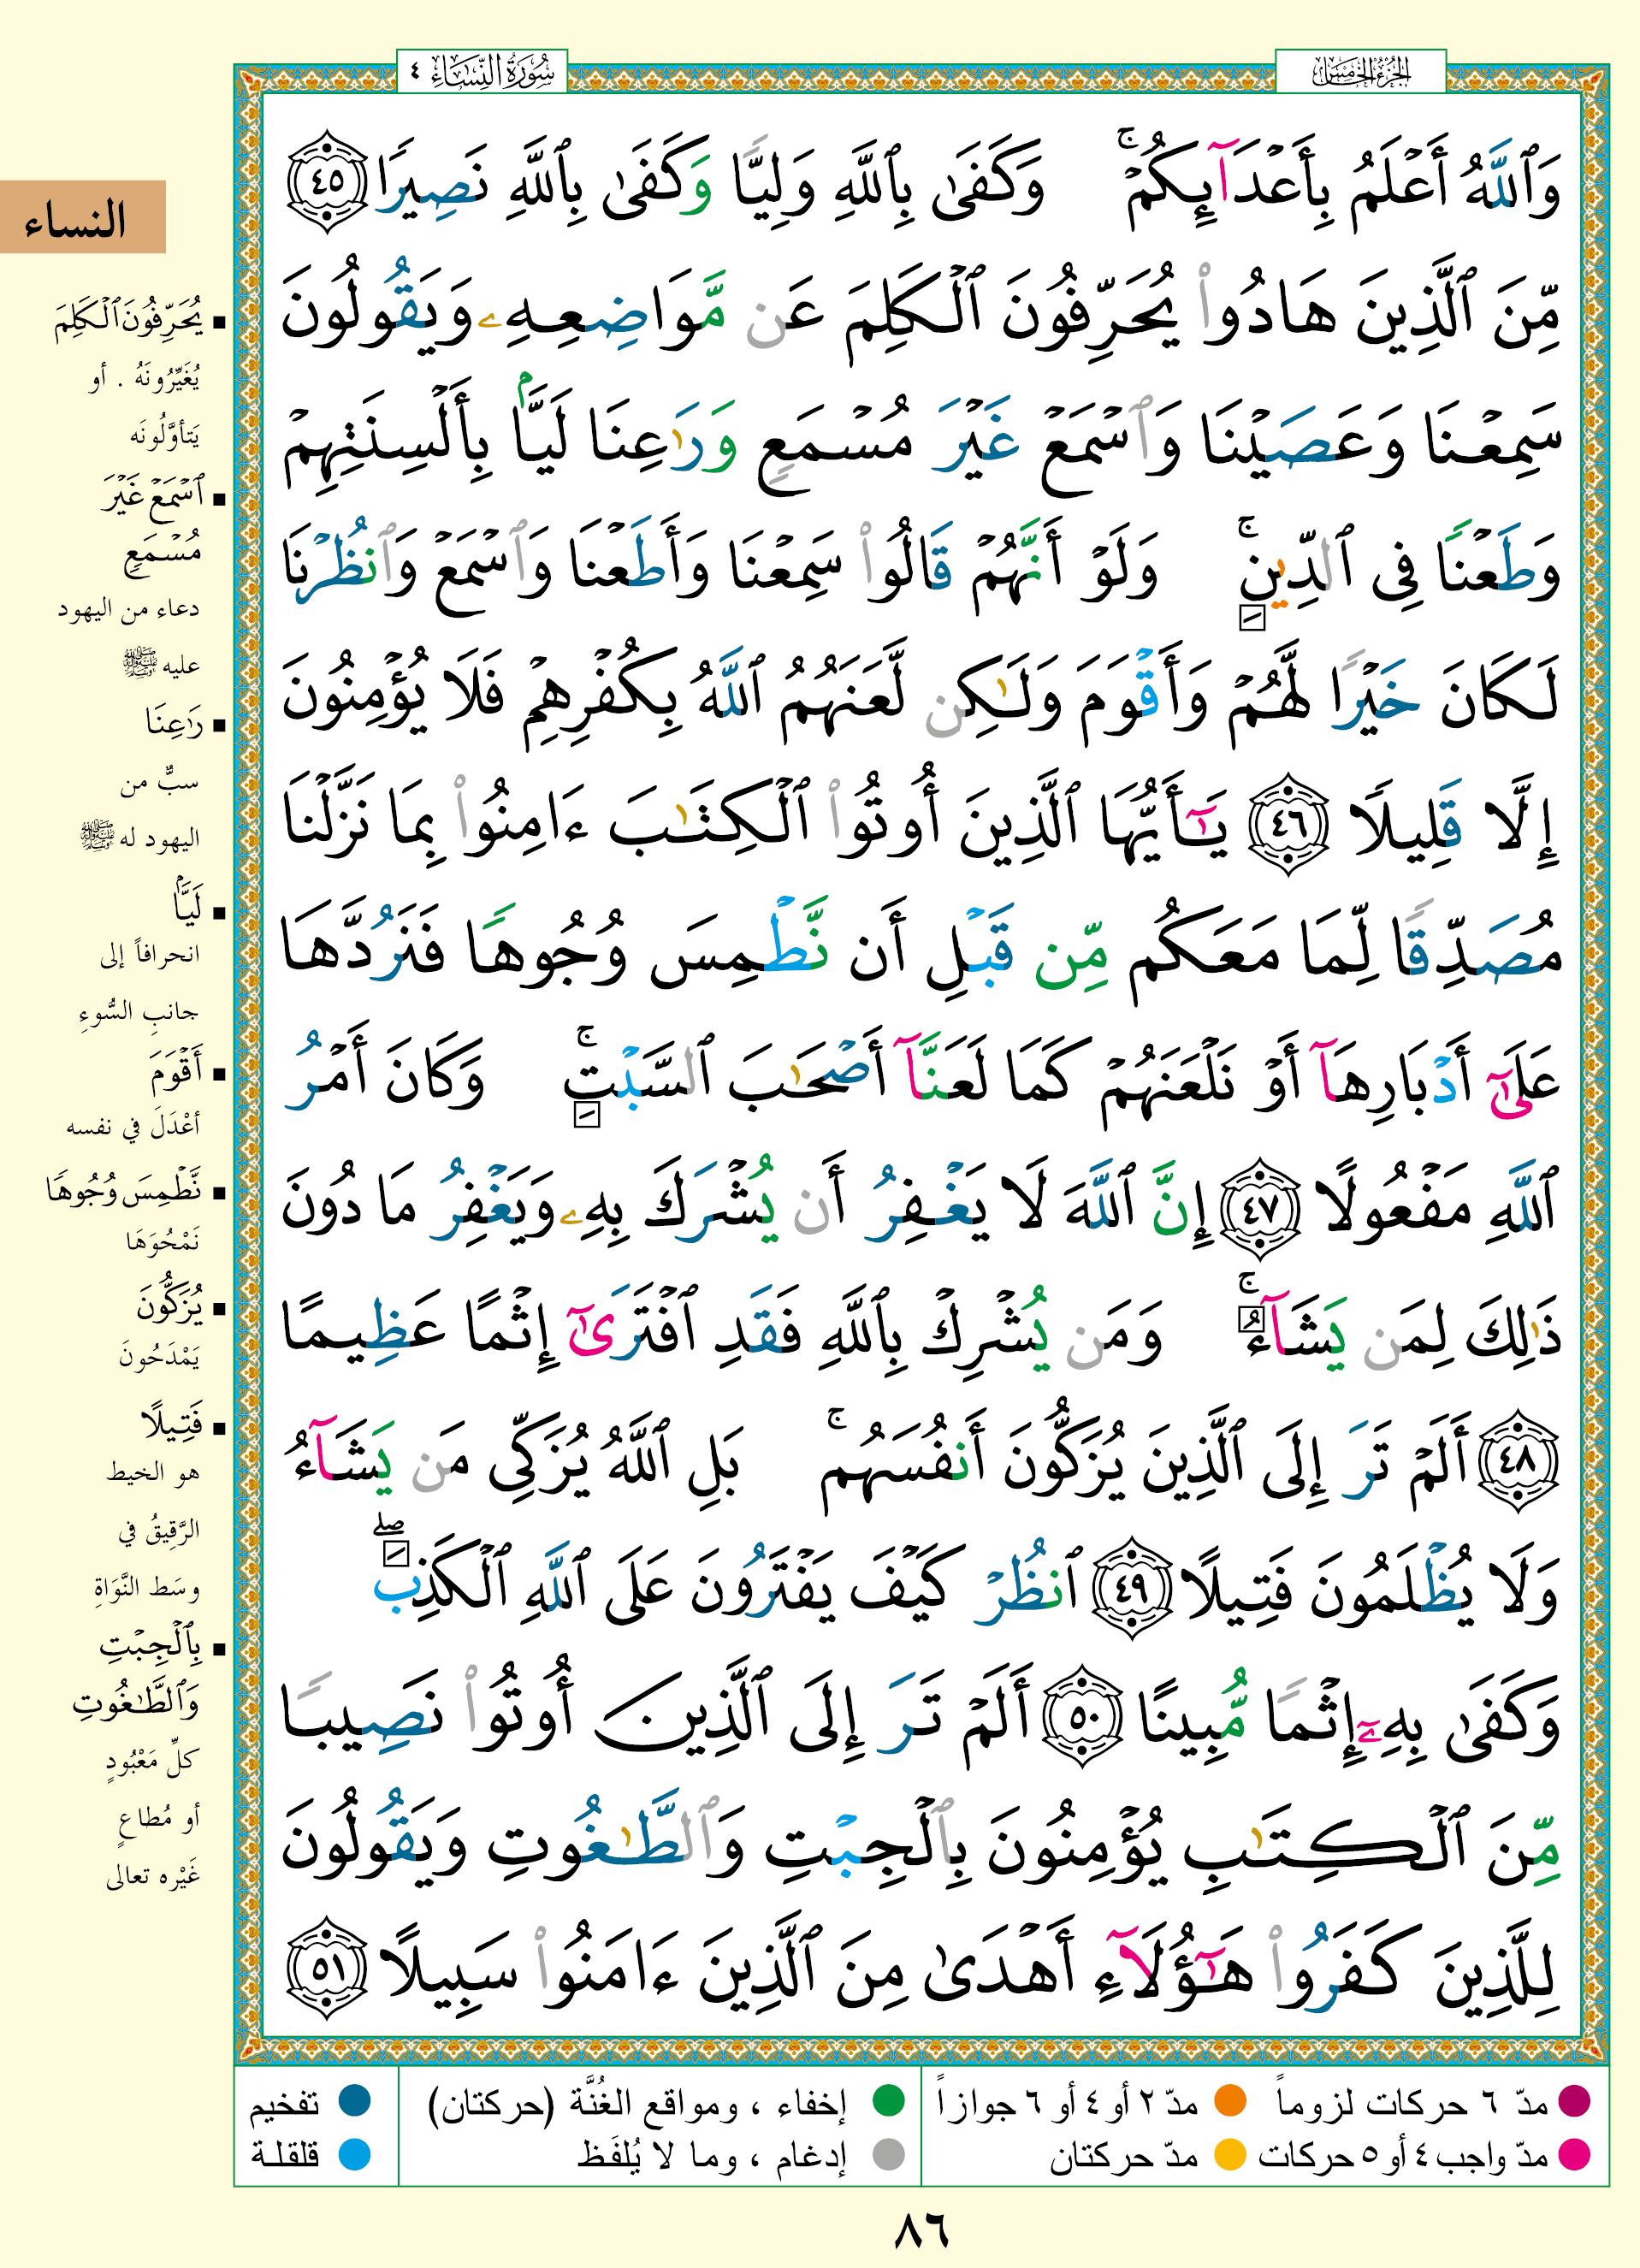 الجزء الخامس
سورة النساء ٤
وَٱللَّهُ أَعۡلَمُ بِأَعۡدَآئِكُمۡۚ وَكَفَىٰ بِٱللَّهِ وَلِيّٗا وَكَفَىٰ بِٱللَّهِ نَصِيرٗا ٤٥
مِّنَ ٱلَّذِينَ هَادُواْ يُحَرِّفُونَ ٱلۡكَلِمَ عَن مَّوَاضِعِهِۦ وَيَقُولُونَ
سَمِعۡنَا وَعَصَيۡنَا وَٱسۡمَعۡ غَيۡرَ مُسۡمَعٖ وَرَٰعِنَا لَيَّۢا بِأَلۡسِنَتِهِمۡ
وَطَعۡنٗا فِي ٱلدِّينِۚ وَلَوۡ أَنَّهُمۡ قَالُواْ سَمِعۡنَا وَأَطَعۡنَا وَٱسۡمَعۡ وَٱنظُرۡنَا
لَكَانَ خَيۡرٗا لَّهُمۡ وَأَقۡوَمَ وَلَٰكِن لَّعَنَهُمُ ٱللَّهُ بِكُفۡرِهِمۡ فَلَا يُؤۡمِنُونَ
إِلَّا قَلِيلٗا ٤٦ يَٰٓأَيُّهَا ٱلَّذِينَ أُوتُواْ ٱلۡكِتَٰبَ ءَامِنُواْ بِمَا نَزَّلۡنَا
مُصَدِّقٗا لِّمَا مَعَكُم مِّن قَبۡلِ أَن نَّطۡمِسَ وُجُوهٗا فَنَرُدَّهَا
عَلَىٰٓ أَدۡبَارِهَآ أَوۡ نَلۡعَنَهُمۡ كَمَا لَعَنَّآ أَصۡحَٰبَ ٱلسَّبۡتِۚ وَكَانَ أَمۡرُ
ٱللَّهِ مَفۡعُولًا ٤٧ إِنَّ ٱللَّهَ لَا يَغۡفِرُ أَن يُشۡرَكَ بِهِۦ وَيَغۡفِرُ مَا دُونَ
ذَٰلِكَ لِمَن يَشَآءُۚ وَمَن يُشۡرِكۡ بِٱللَّهِ فَقَدِ ٱفۡتَرَىٰٓ إِثۡمًا عَظِيمًا
٤٨ أَلَمۡ تَرَ إِلَى ٱلَّذِينَ يُزَكُّونَ أَنفُسَهُمۚ بَلِ ٱللَّهُ يُزَكِّي مَن يَشَآءُ
وَلَا يُظۡلَمُونَ فَتِيلًا ٤٩ ٱنظُرۡ كَيۡفَ يَفۡتَرُونَ عَلَى ٱللَّهِ ٱلۡكَذِبَۖ
وَكَفَىٰ بِهِۦٓ إِثۡمٗا مُّبِينًا ٥٠ أَلَمۡ تَرَ إِلَى ٱلَّذِينَ أُوتُواْ نَصِيبٗا
مِّنَ ٱلۡكِتَٰبِ يُؤۡمِنُونَ بِٱلۡجِبۡتِ وَٱلطَّٰغُوتِ وَيَقُولُونَ
لِلَّذِينَ كَفَرُواْ هَٰٓؤُلَآءِ أَهۡدَىٰ مِنَ ٱلَّذِينَ ءَامَنُواْ سَبِيلًا ٥١
النساء
يُحَرِّفُونَ ٱلۡكَلِمَ
يُغَيِّرُونَهُ . أو
يَتأوَّلُونَه
ٱسۡمَعۡ غَيۡرَ
مُسۡمَعٖ
دعاء من اليهود
عليه ﷺ
رَٰعِنَا
سبٌّ من
اليهود له ﷺ
لَيَّۢا
انحرافاً إلى
جانبِ السُّوءِ
أَقۡوَمَ
أعْدَلَ في نفسه
نَّطۡمِسَ وُجُوهٗا
نَمْحُوَهَا
يُزَكُّونَ
يَمْدَحُونَ
فَتِيلًا
هو الخيط
الرَّقِيقُ في
وسَط النَّوَاةِ
بِٱلۡجِبۡتِ
وَٱلطَّٰغُوتِ
كلِّ مَعْبُودٍ
أو مُطاعٍ
غَيْره تعالى
مدّ ٦ حركات لزوماً مدّ ٢ أو ٤ أو ٦ جوازاً إخفاء ، ومواقع الغُنَّة (حركتان) تفخيم
مدّ واجب ٤ أو ٥ حركات مدّ حركتان إدغام ، وما لا يُلفَظ قلقلة
٨٦